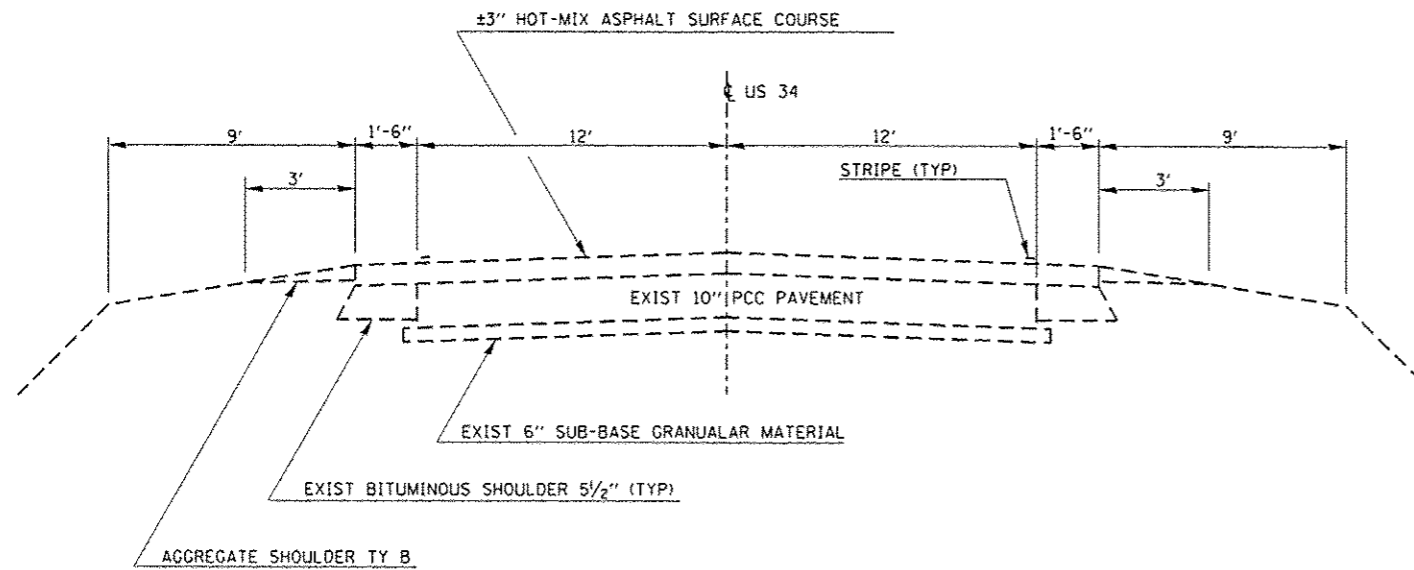 ±3" HOT-MIX ASPHALT SURFACE COURSE
℄ US 34
9'
1'-6"
12'
12'
1'-6"
9'
3'
STRIPE (TYP)
3'
EXIST 10" PCC PAVEMENT
EXIST 6" SUB-BASE GRANUALAR MATERIAL
EXIST BITUMINOUS SHOULDER 5½" (TYP)
AGGREGATE SHOULDER TY B